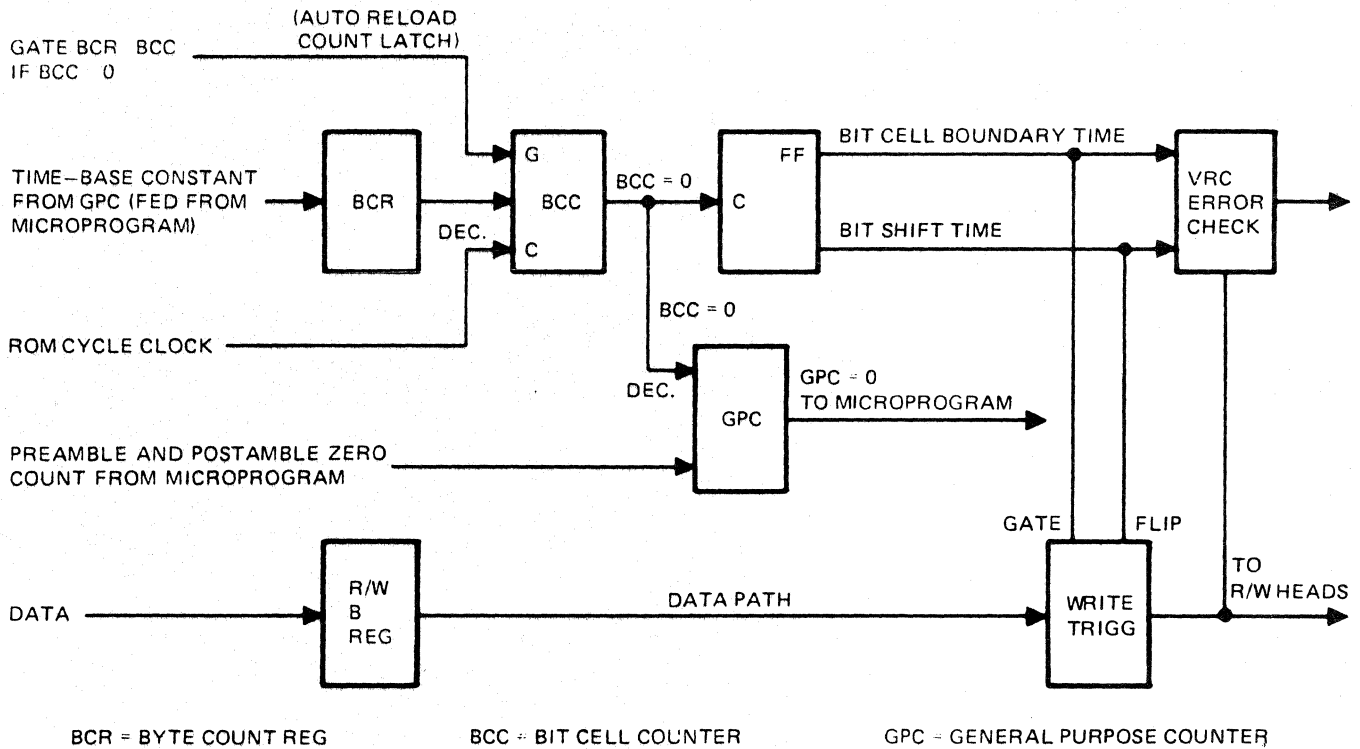 (AUTO RELOAD
COUNT LATCH)
GATE BCR BCC
IF BCC 0
TIME-BASE CONSTANT
FROM GPC (FED FROM
MICROPROGRAM)
BCR
DEC.
G
BCC
C
BCC = 0
C
FF
BIT CELL BOUNDARY TIME
BIT SHIFT TIME
VRC
ERROR
CHECK
ROM CYCLE CLOCK
BCC = 0
DEC.
GPC
GPC = 0
TO MICROPROGRAM
PREAMBLE AND POSTAMBLE ZERO
COUNT FROM MICROPROGRAM
GATE
FLIP
DATA
R/W
B
REG
DATA PATH
WRITE
TRIGG
TO
R/W HEADS
BCR = BYTE COUNT REG
BCC = BIT CELL COUNTER
GPC = GENERAL PURPOSE COUNTER